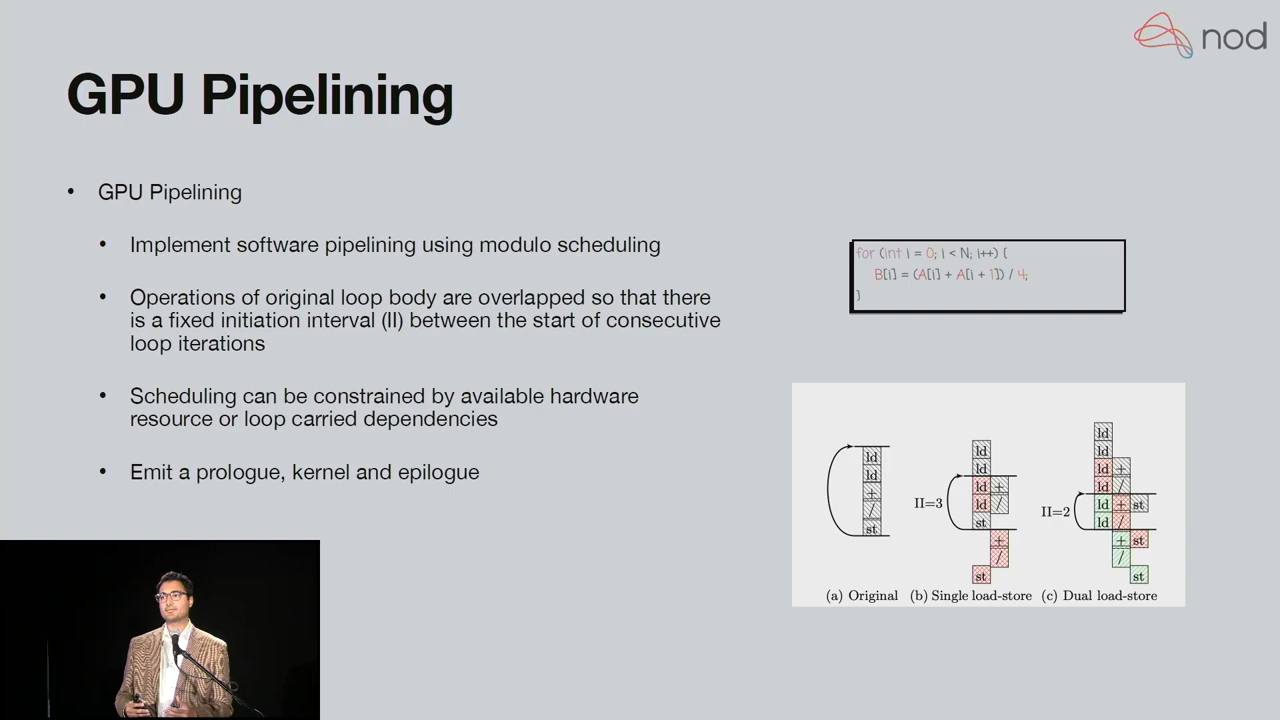 nod
GPU Pipelining
• GPU Pipelining
• Implement software pipelining using modulo scheduling
• Operations of original loop body are overlapped so that there
is a fixed initiation interval (II) between the start of consecutive
loop iterations
• Scheduling can be constrained by available hardware
resource or loop carried dependencies
• Emit a prologue, kernel and epilogue
for (int i = 0; i < N; i++) {
B[i] = (A[i] + A[i + 1]) / 4;
}
ld
ld
+
/
st
(a) Original
ld
ld
ld +
ld /
st
+
/
st
II=3
(b) Single load-store
ld
ld
ld +
ld /
ld + st
ld /
+ st
/
st
II=2
(c) Dual load-store